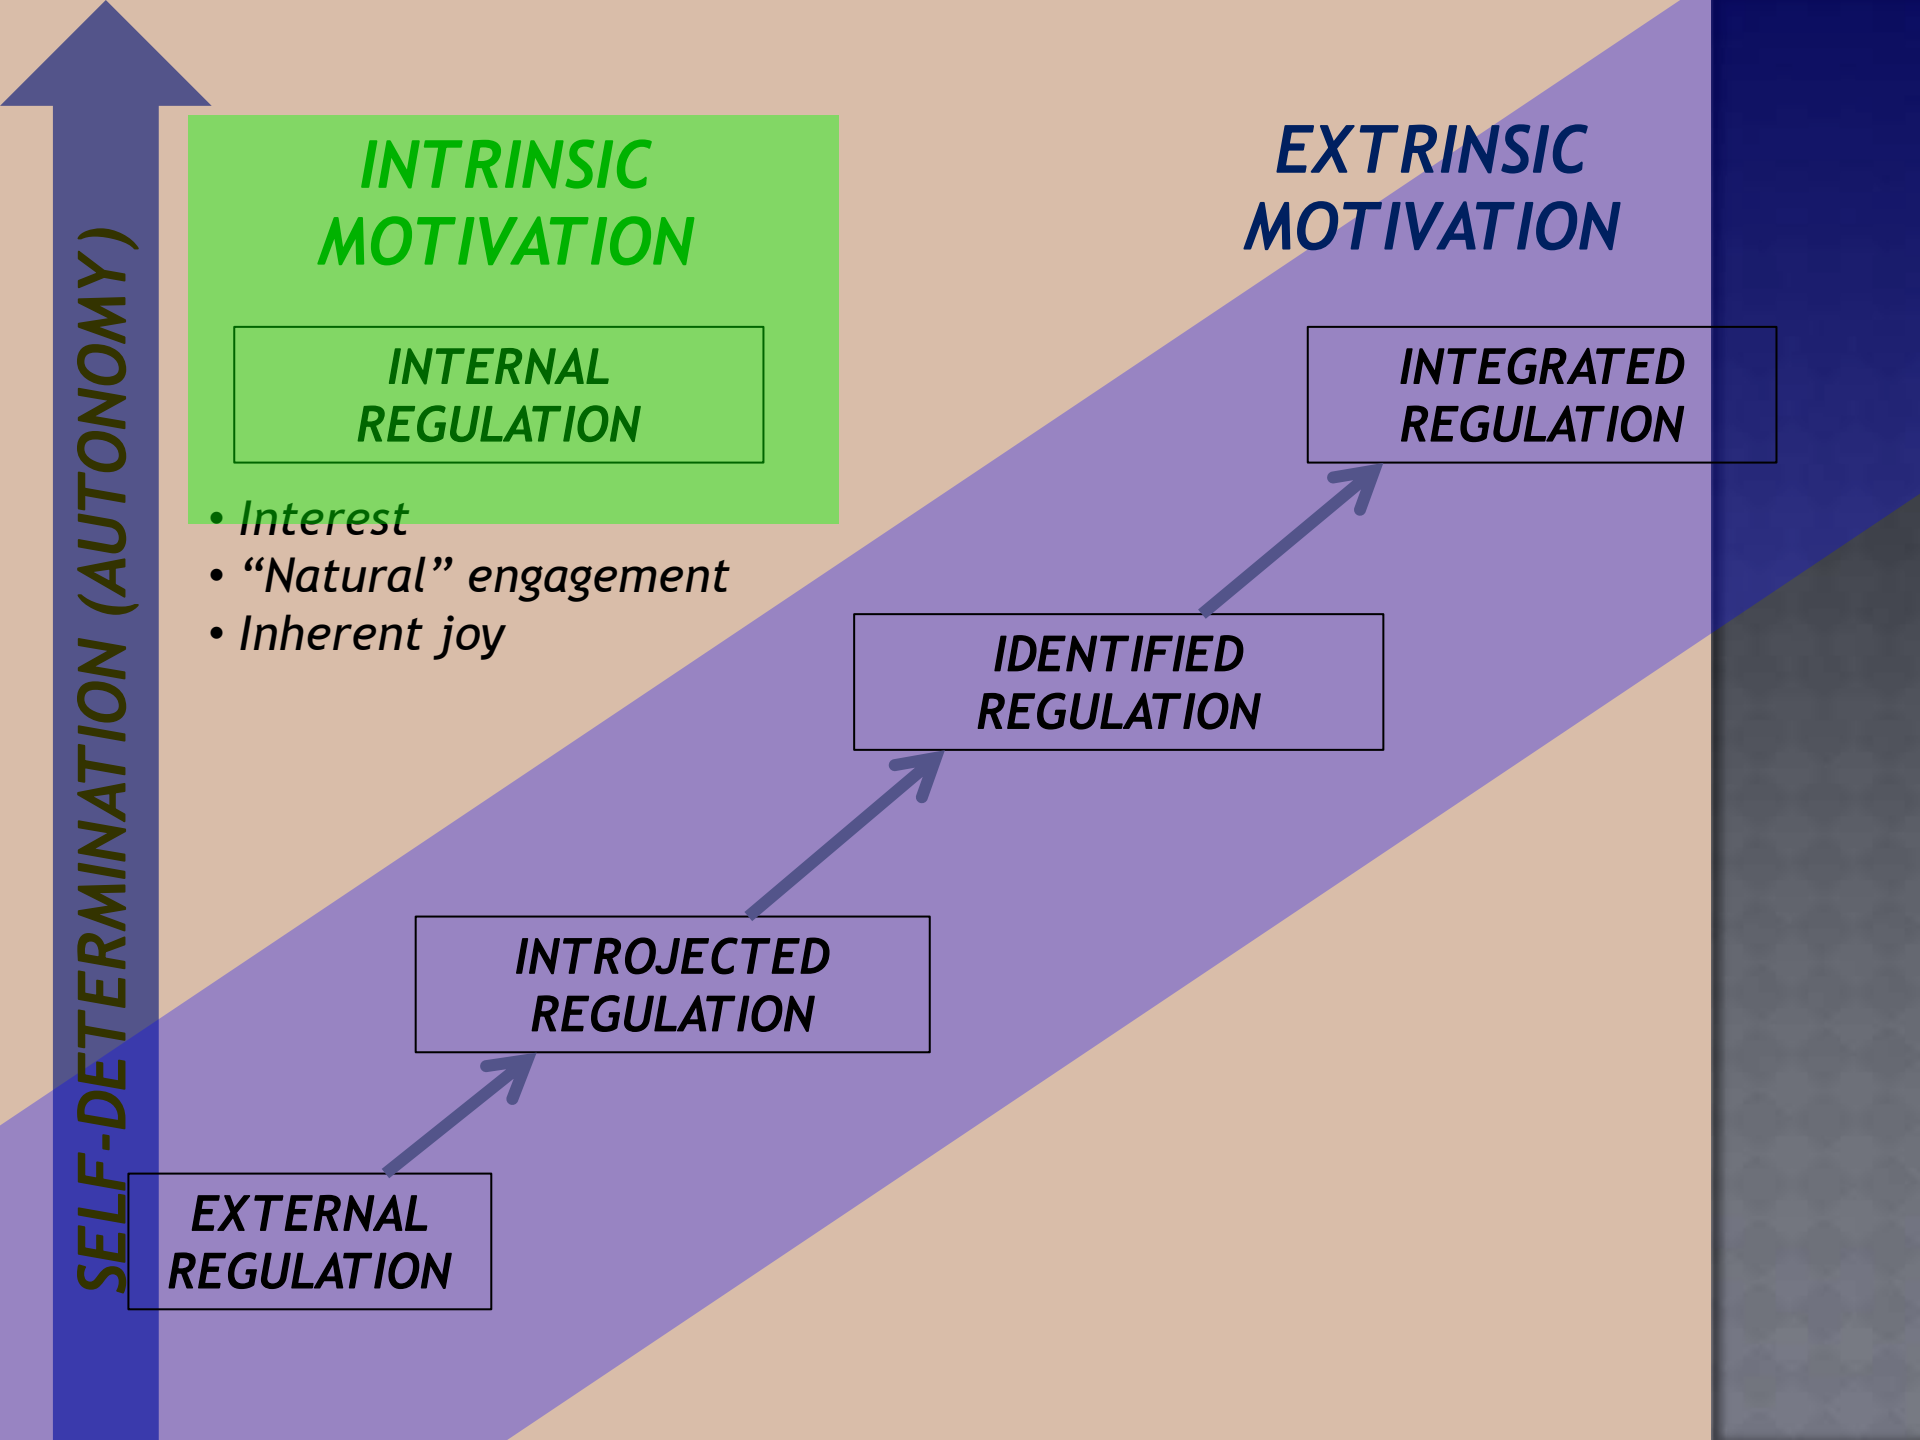 SELF-DETERMINATION (AUTONOMY)
INTRINSIC
MOTIVATION
INTERNAL
REGULATION
• Interest
• “Natural” engagement
• Inherent joy
EXTRINSIC
MOTIVATION
INTEGRATED
REGULATION
IDENTIFIED
REGULATION
INTROJECTED
REGULATION
EXTERNAL
REGULATION